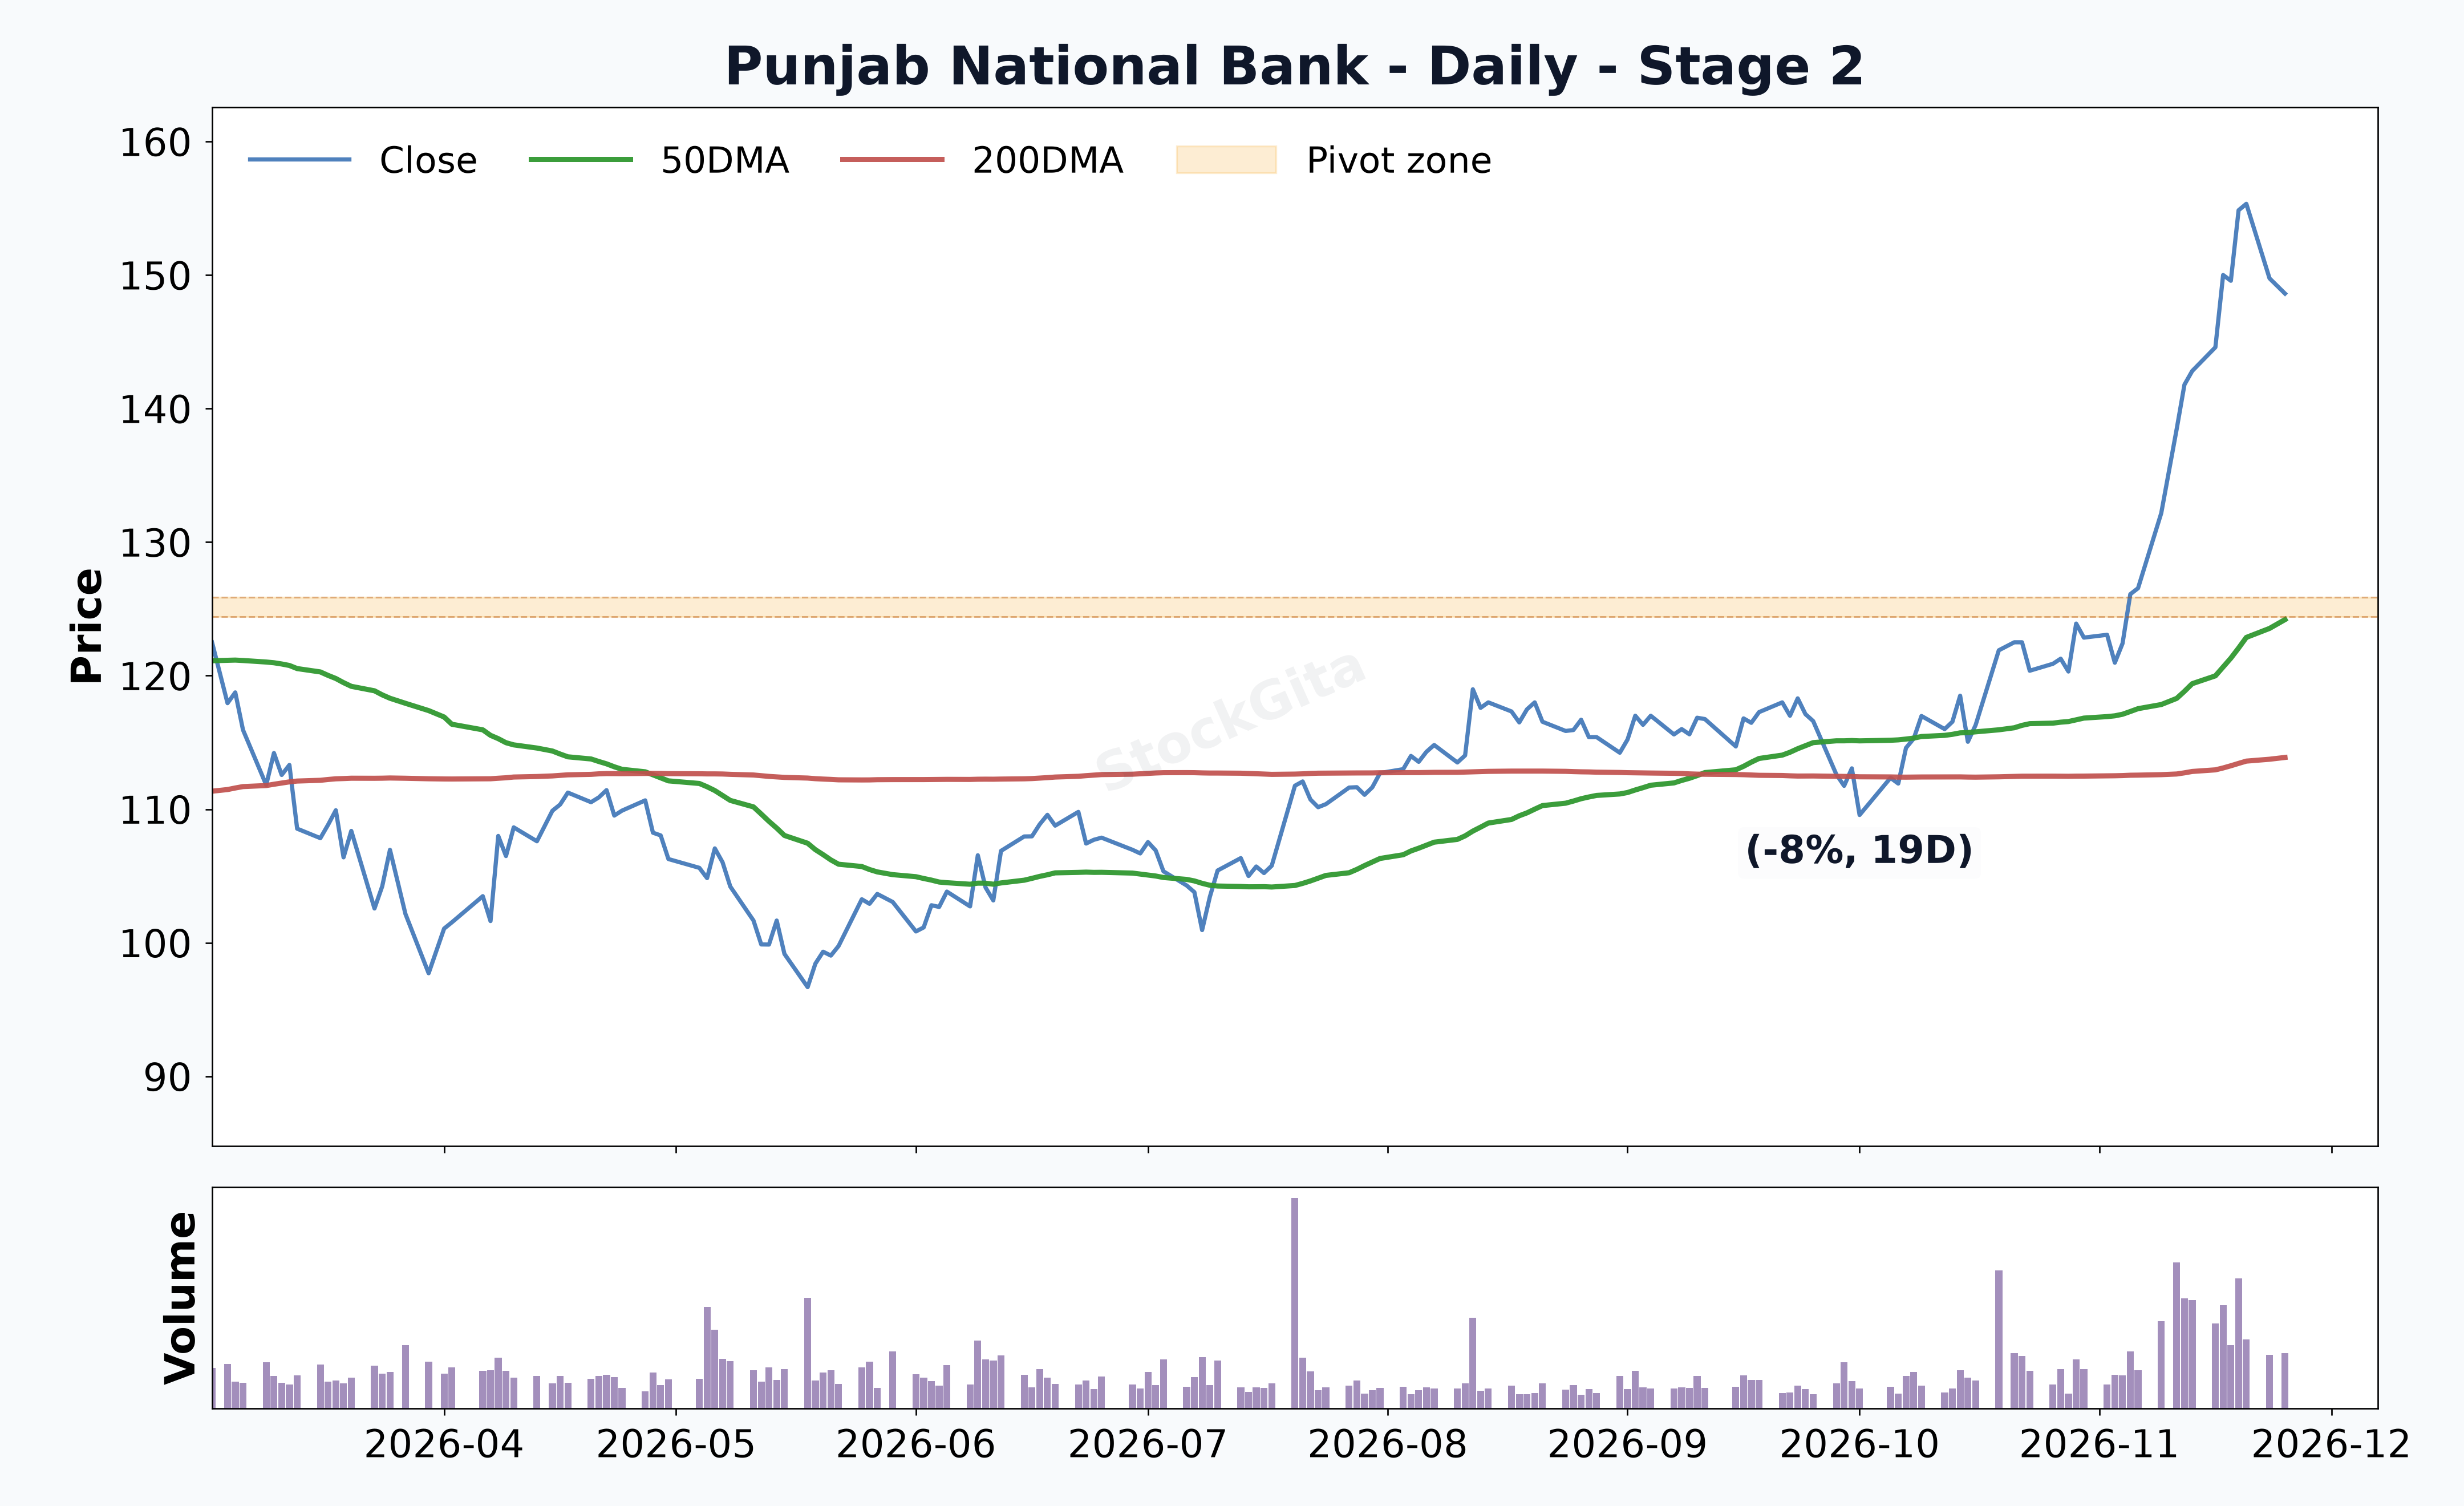 Punjab National Bank - Daily - Stage 2
Close 50DMA 200DMA Pivot zone
160
150
140
130
120
110
100
90
Price
StockGita
(-8%, 19D)
Volume
2026-04 2026-05 2026-06 2026-07 2026-08 2026-09 2026-10 2026-11 2026-12